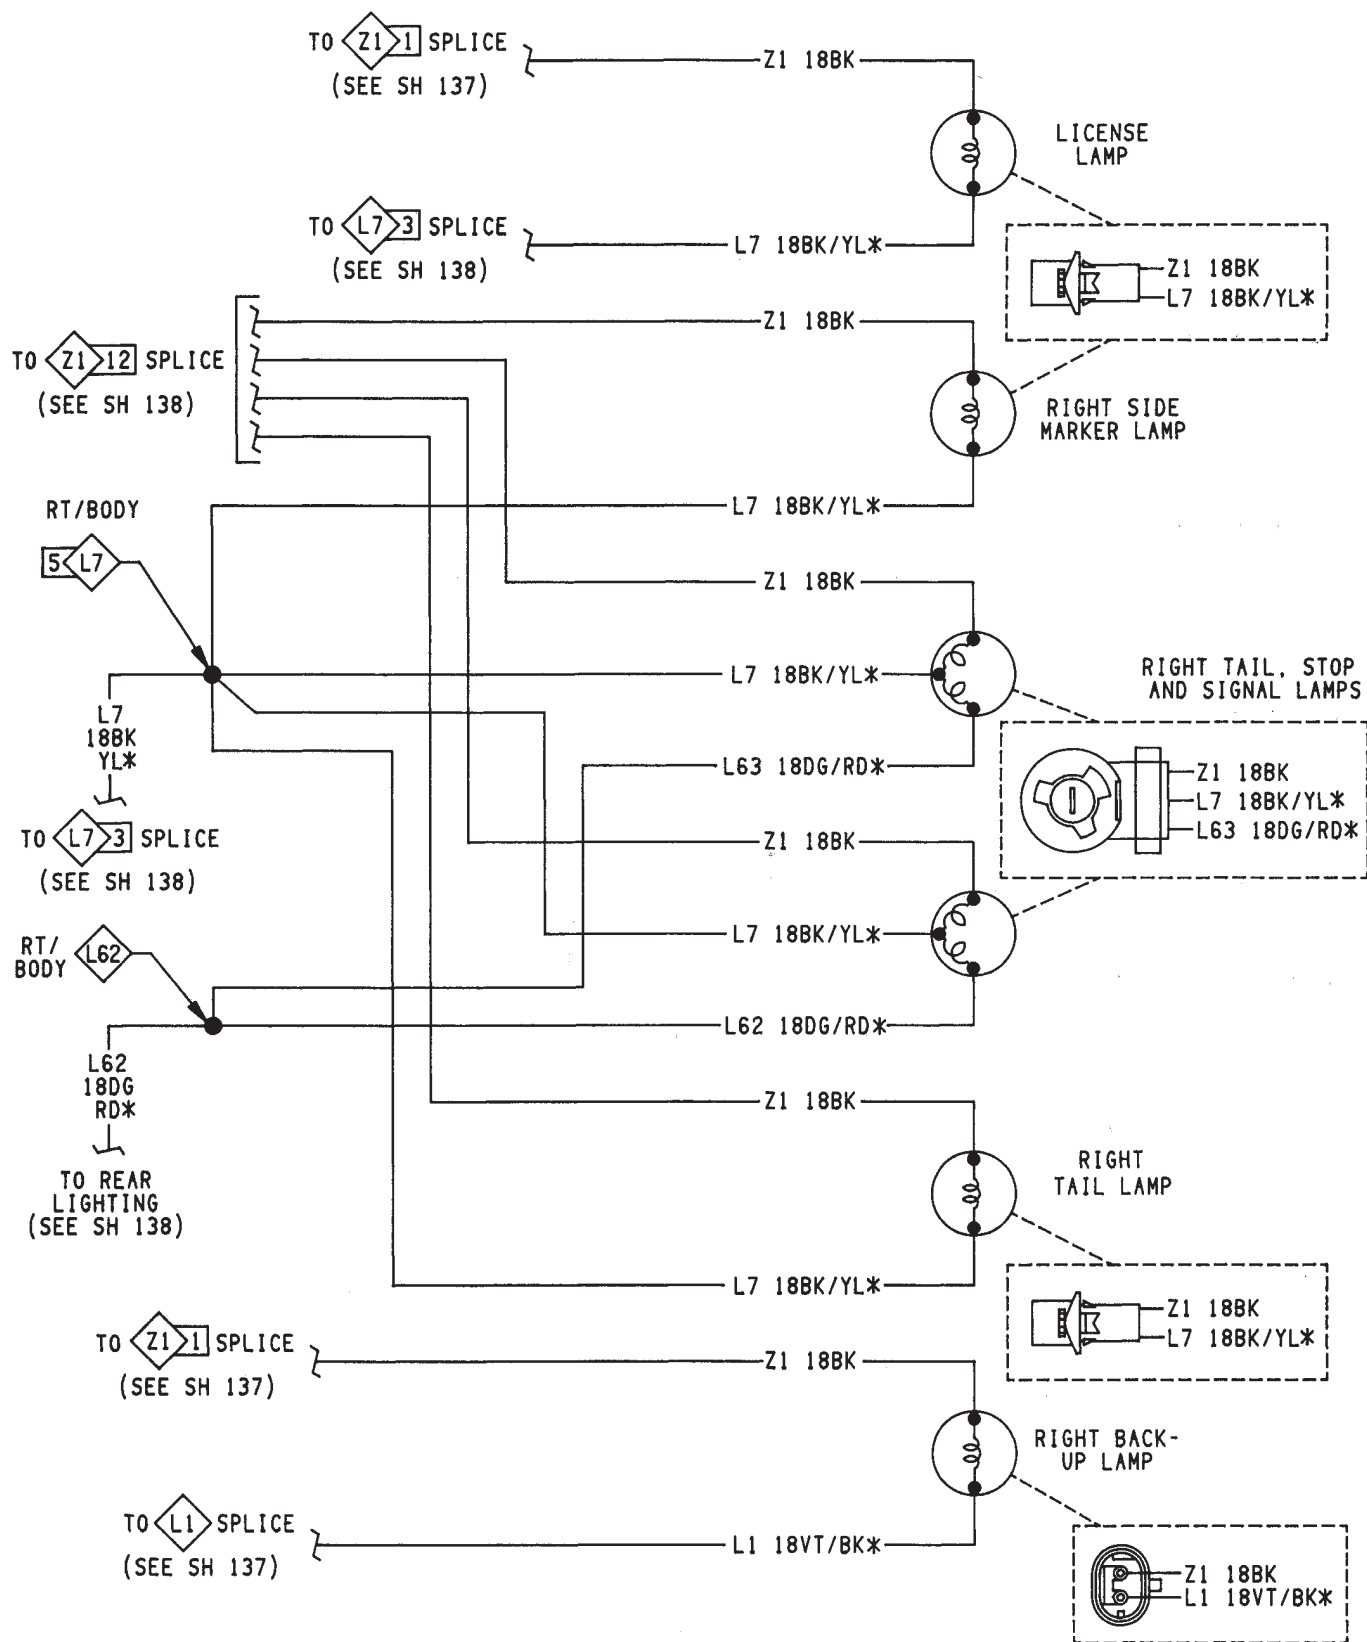 TO Z1 1 SPLICE
(SEE SH 137)
Z1 18BK
LICENSE
LAMP
TO L7 3 SPLICE
(SEE SH 138)
L7 18BK/YL*
Z1 18BK
L7 18BK/YL*
Z1 18BK
TO Z1 12 SPLICE
(SEE SH 138)
RIGHT SIDE
MARKER LAMP
L7 18BK/YL*
RT/BODY
5 L7
Z1 18BK
L7 18BK/YL*
RIGHT TAIL, STOP
AND SIGNAL LAMPS
L7
18BK
YL*
L63 18DG/RD*
Z1 18BK
L7 18BK/YL*
L63 18DG/RD*
TO L7 3 SPLICE
(SEE SH 138)
Z1 18BK
RT/
BODY
L62
L7 18BK/YL*
L62 18DG/RD*
L62
18DG
RD*
Z1 18BK
TO REAR
LIGHTING
(SEE SH 138)
RIGHT
TAIL LAMP
L7 18BK/YL*
Z1 18BK
L7 18BK/YL*
TO Z1 1 SPLICE
(SEE SH 137)
Z1 18BK
RIGHT BACK-
UP LAMP
TO L1 SPLICE
(SEE SH 137)
L1 18VT/BK*
Z1 18BK
L1 18VT/BK*